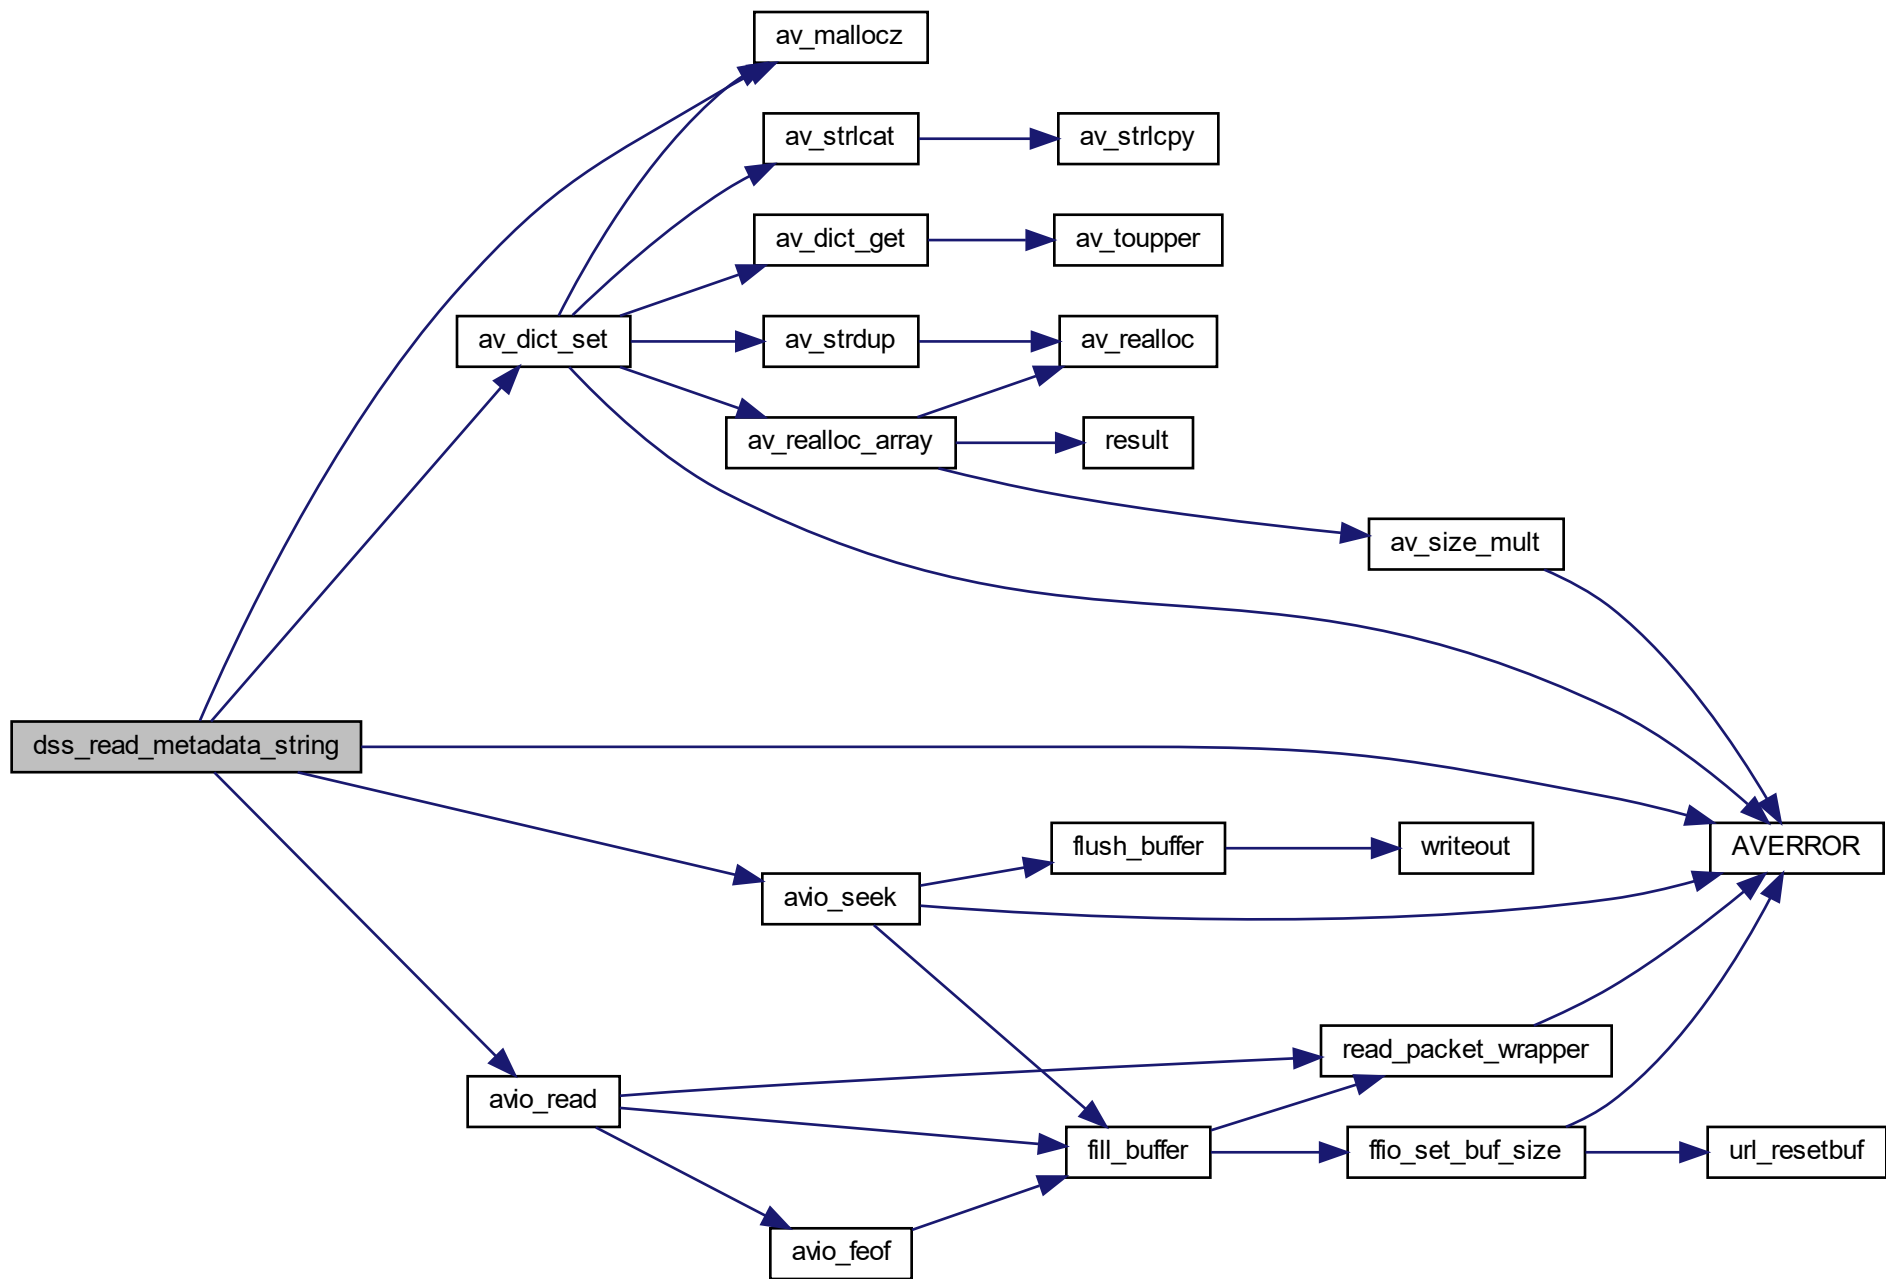 av_mallocz
av_strlcat
av_strlcpy
av_dict_get
av_toupper
av_dict_set
av_strdup
av_realloc
av_realloc_array
result
av_size_mult
dss_read_metadata_string
flush_buffer
writeout
AVERROR
avio_seek
read_packet_wrapper
avio_read
fill_buffer
ffio_set_buf_size
url_resetbuf
avio_feof